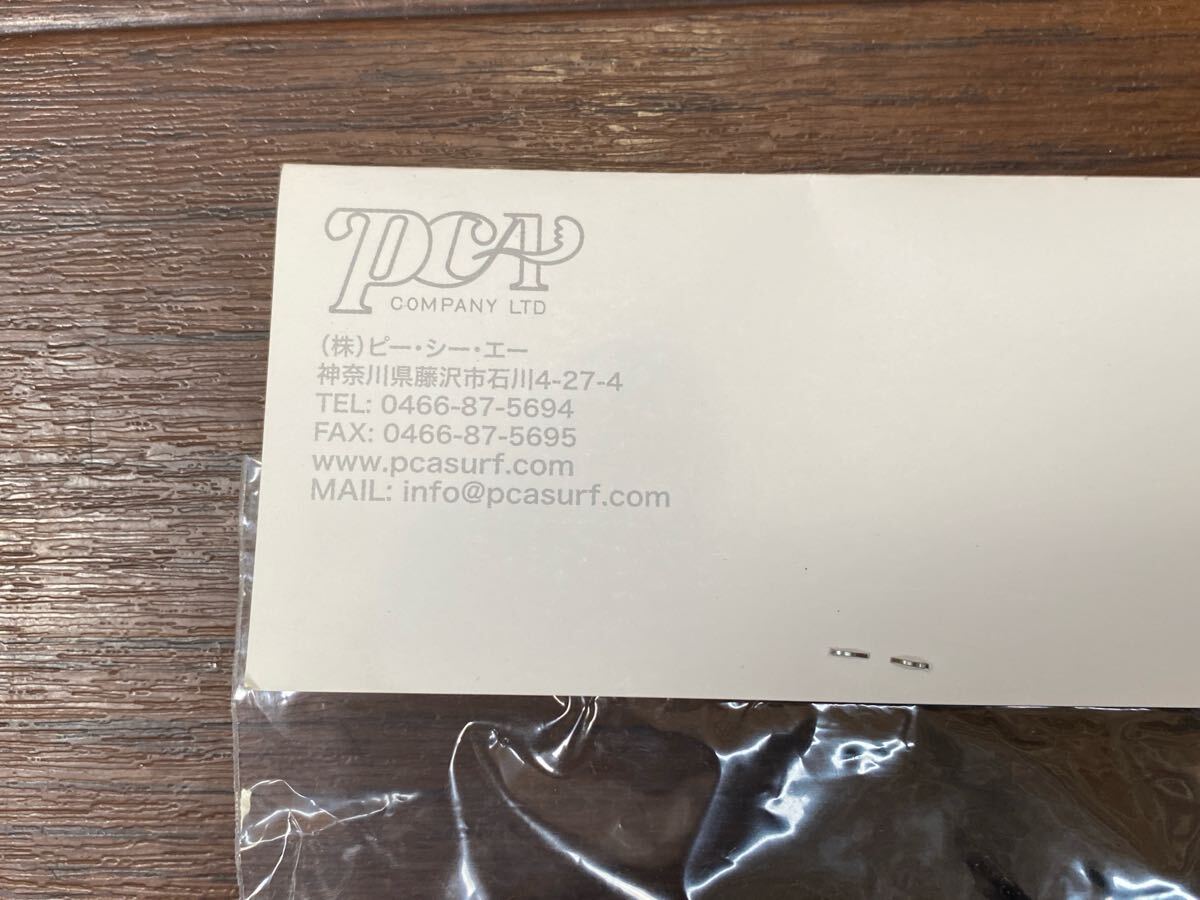 PCA
COMPANY LTD
（株）ピー・シー・エー
神奈川県藤沢市石川4-27-4
TEL: 0466-87-5694
FAX: 0466-87-5695
www.pcasurf.com
MAIL: info@pcasurf.com